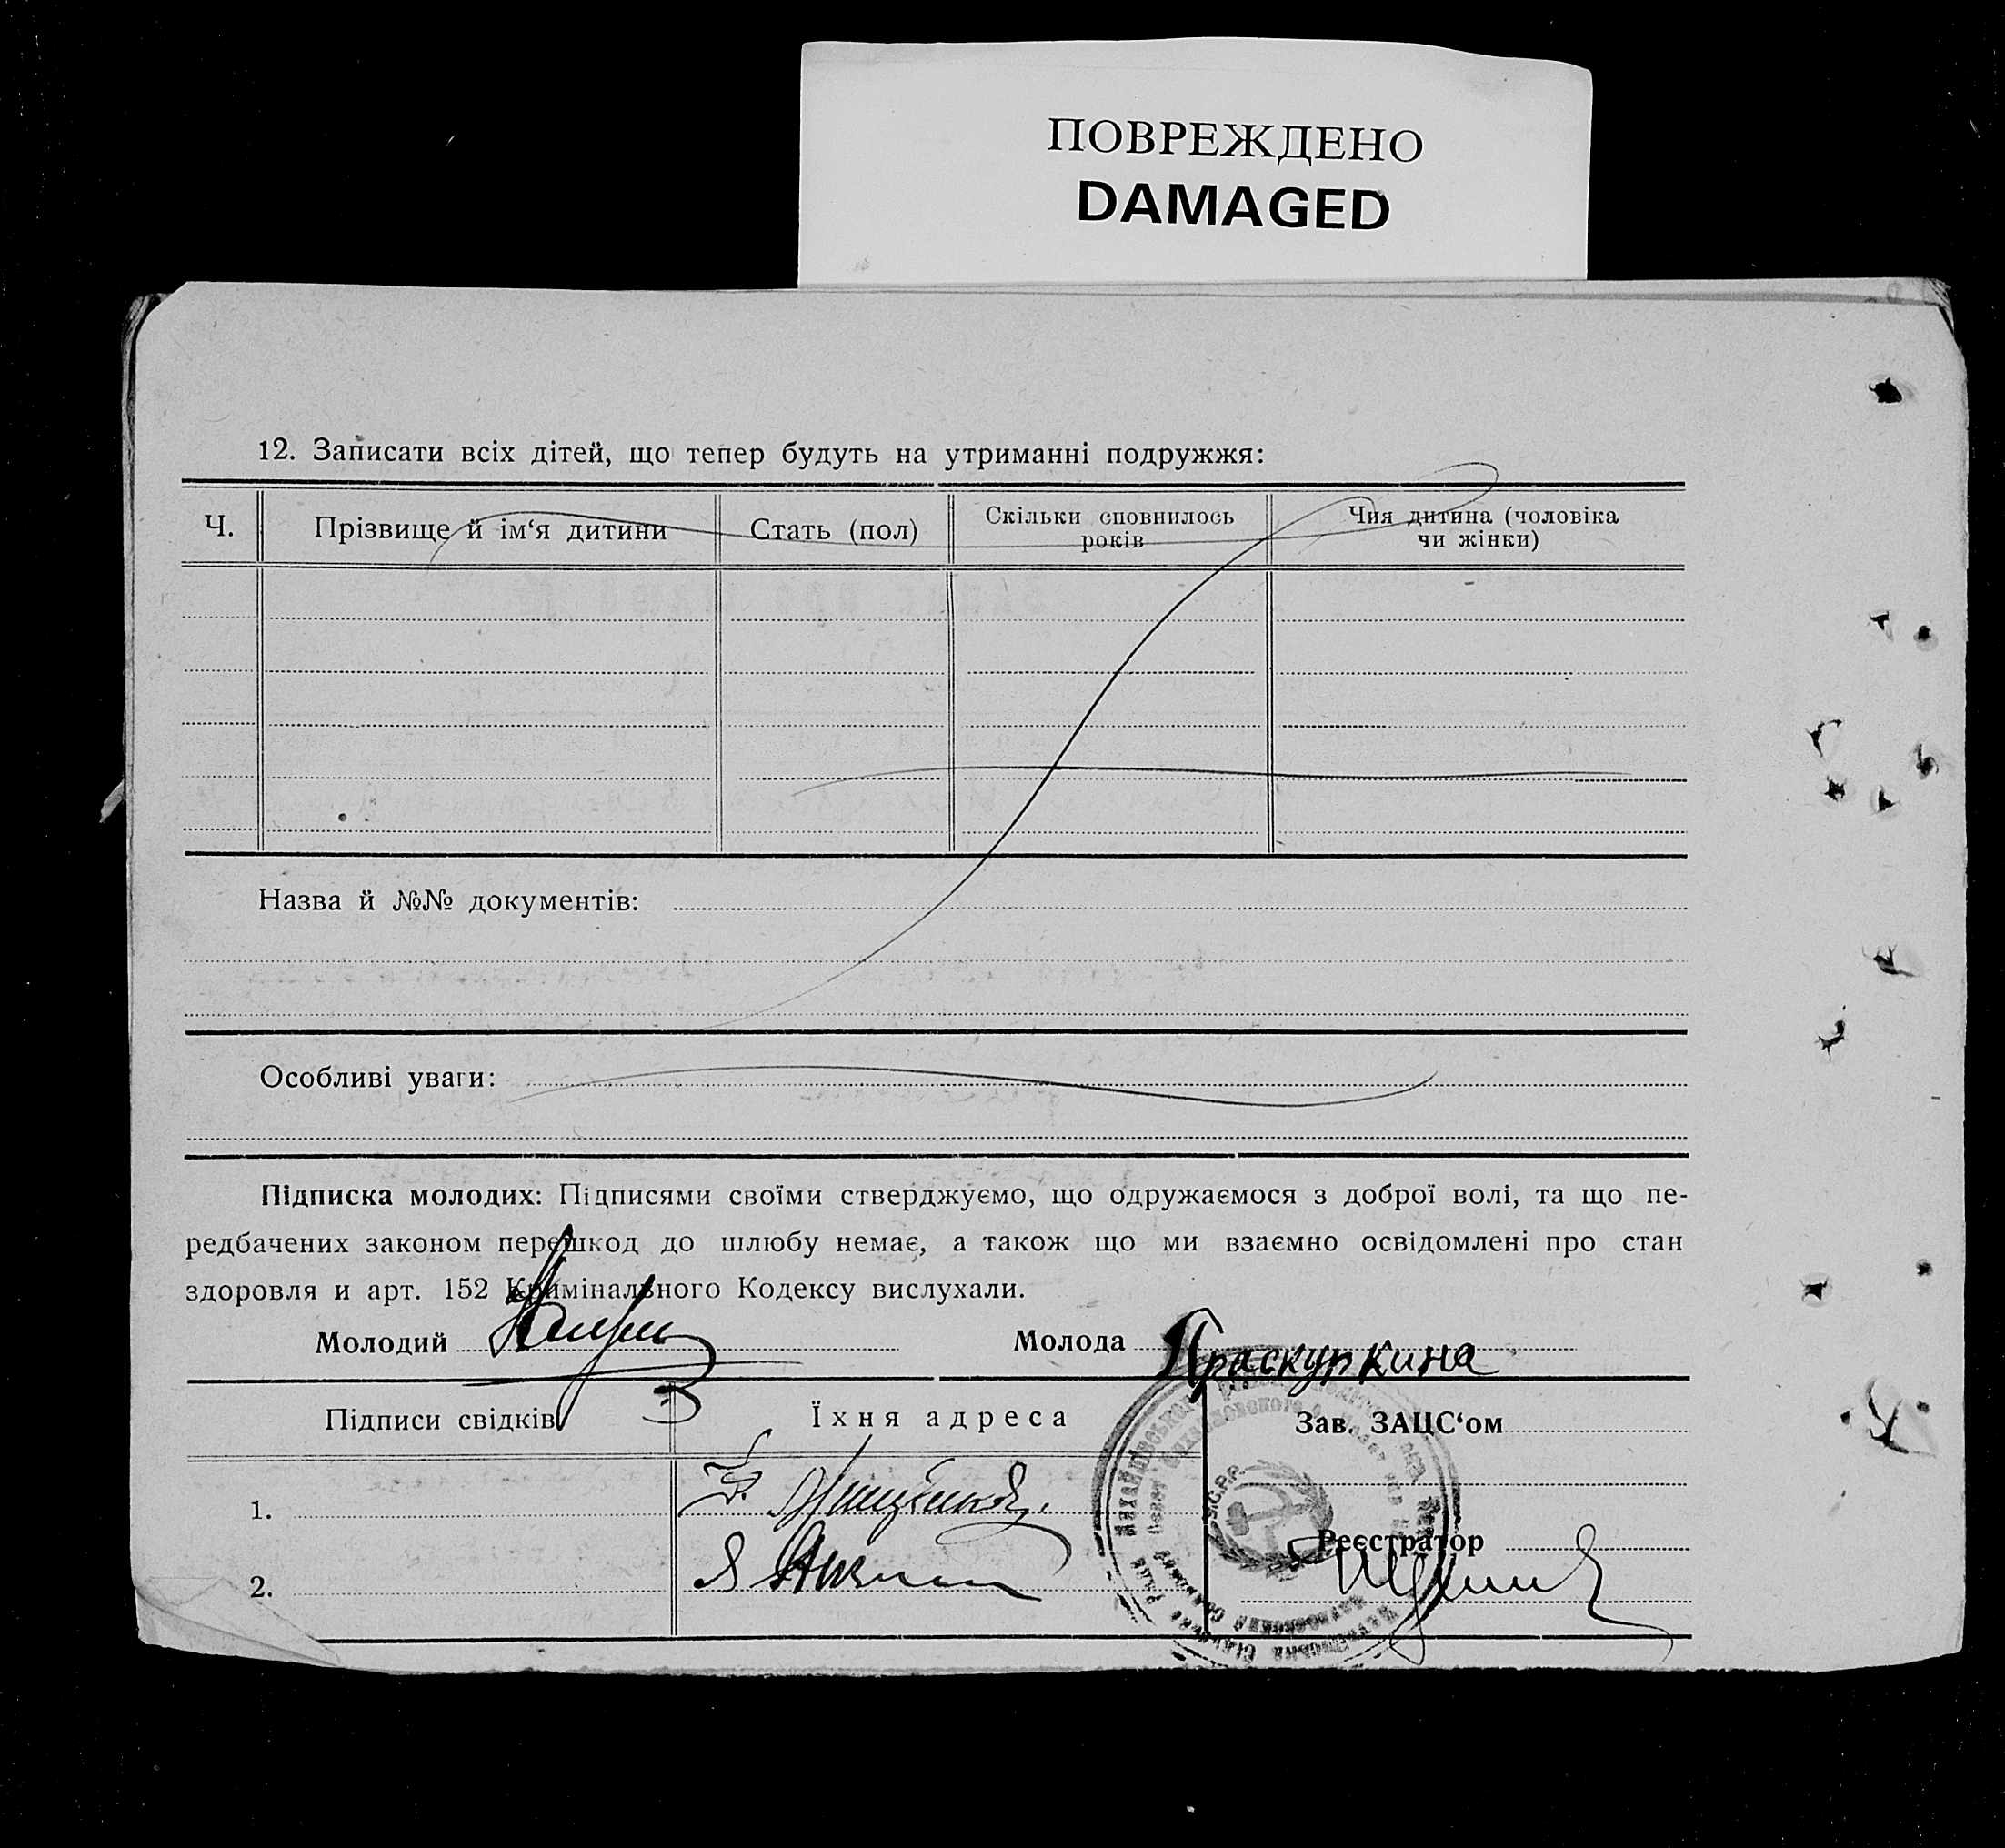 ПОВРЕЖДЕНО
DAMAGED
12. Записати всіх дітей, що тепер будуть на утриманні подружжя:
Ч.
Прізвище й ім‘я дитини
Стать (пол)
Скільки сповнилось
років
Чия дитина (чоловіка
чи жінки)
Назва й №№ документів:
Особливі уваги:
Підписка молодих: Підписями своїми стверджуємо, що одружаємося з доброї волі, та що пе-
редбачених законом перешкод до шлюбу немає, а також що ми взаємно освідомлені про стан
здоровля и арт. 152 Кримінального Кодексу вислухали.
Молодий
Молода Праскуркина
Підписи свідків
Їхня адреса
Зав. ЗАЦС‘ом
1.
Реєстратор
2.